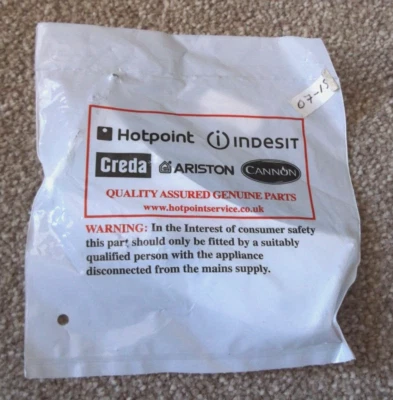 07-15
Hotpoint indesit
Creda ARISTON CANNON
QUALITY ASSURED GENUINE PARTS
www.hotpointservice.co.uk
WARNING: In the Interest of consumer safety
this part should only be fitted by a suitably
qualified person with the appliance
disconnected from the mains supply.